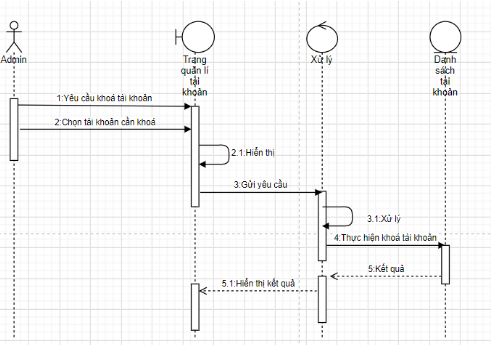 Admin
Trang
quản lí
tài
khoản
Xử lý
Danh
sách
tài
khoản
1:Yêu cầu khoá tài khoản
2:Chọn tài khoản cần khoá
2.1:Hiển thị
3:Gửi yêu cầu
3.1:Xử lý
4:Thực hiện khoá tài khoản
5:Kết quả
5.1:Hiển thị kết quả